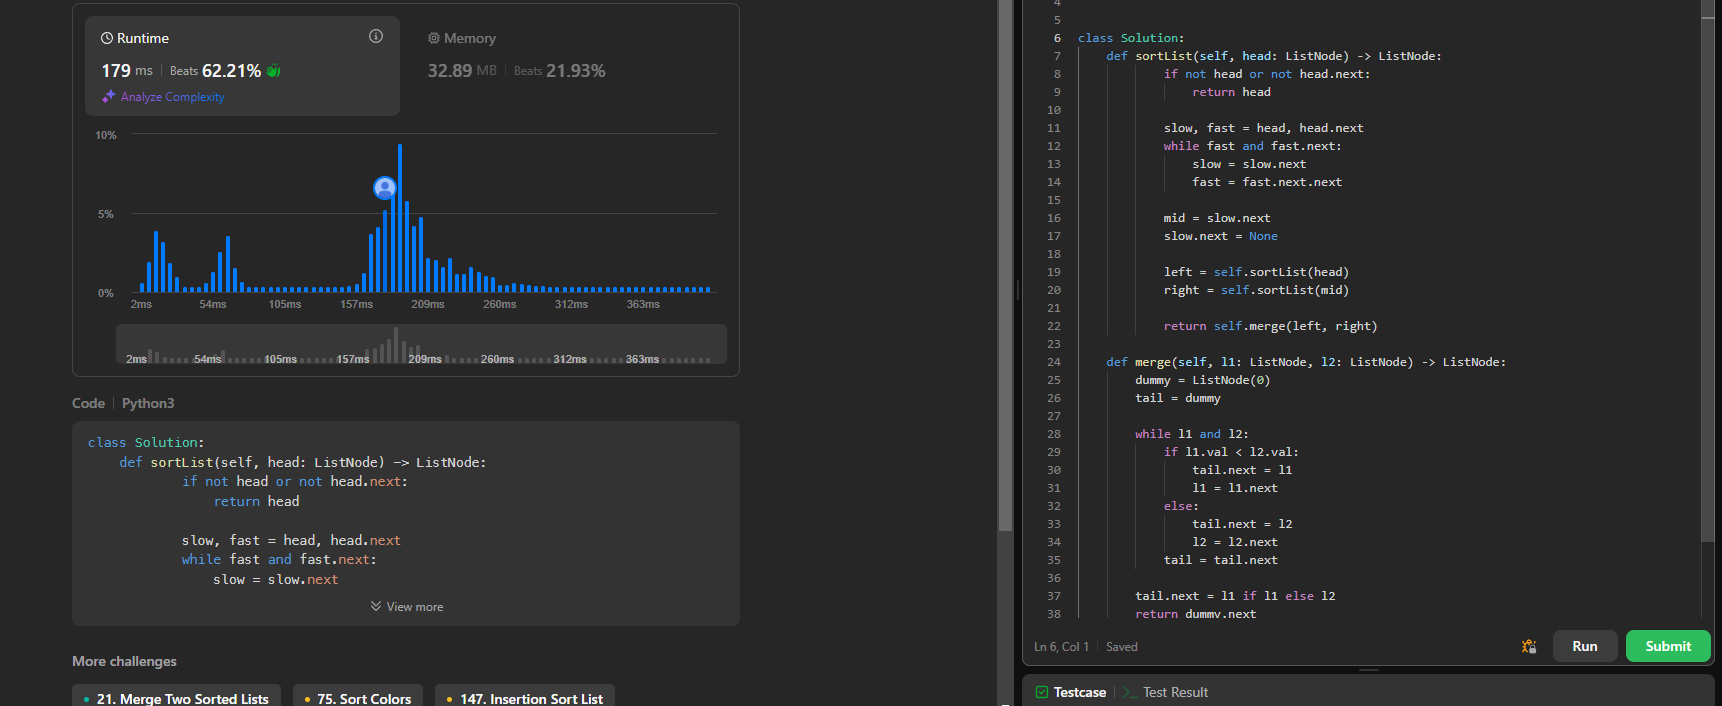 Runtime
179 ms | Beats 62.21%
Analyze Complexity
Memory
32.89 MB | Beats 21.93%
10%
5%
0%
2ms 54ms 105ms 157ms 209ms 260ms 312ms 363ms
2ms 54ms 105ms 157ms 209ms 260ms 312ms 363ms
Code | Python3
class Solution:
    def sortList(self, head: ListNode) -> ListNode:
            if not head or not head.next:
                return head

            slow, fast = head, head.next
            while fast and fast.next:
                slow = slow.next
View more
More challenges
21. Merge Two Sorted Lists
75. Sort Colors
147. Insertion Sort List
4
5
6 class Solution:
7     def sortList(self, head: ListNode) -> ListNode:
8             if not head or not head.next:
9                 return head
10
11             slow, fast = head, head.next
12             while fast and fast.next:
13                 slow = slow.next
14                 fast = fast.next.next
15
16             mid = slow.next
17             slow.next = None
18
19             left = self.sortList(head)
20             right = self.sortList(mid)
21
22             return self.merge(left, right)
23
24     def merge(self, l1: ListNode, l2: ListNode) -> ListNode:
25         dummy = ListNode(0)
26         tail = dummy
27
28         while l1 and l2:
29             if l1.val < l2.val:
30                 tail.next = l1
31                 l1 = l1.next
32             else:
33                 tail.next = l2
34                 l2 = l2.next
35             tail = tail.next
36
37         tail.next = l1 if l1 else l2
38         return dummy.next
Ln 6, Col 1 | Saved
Run
Submit
Testcase | Test Result